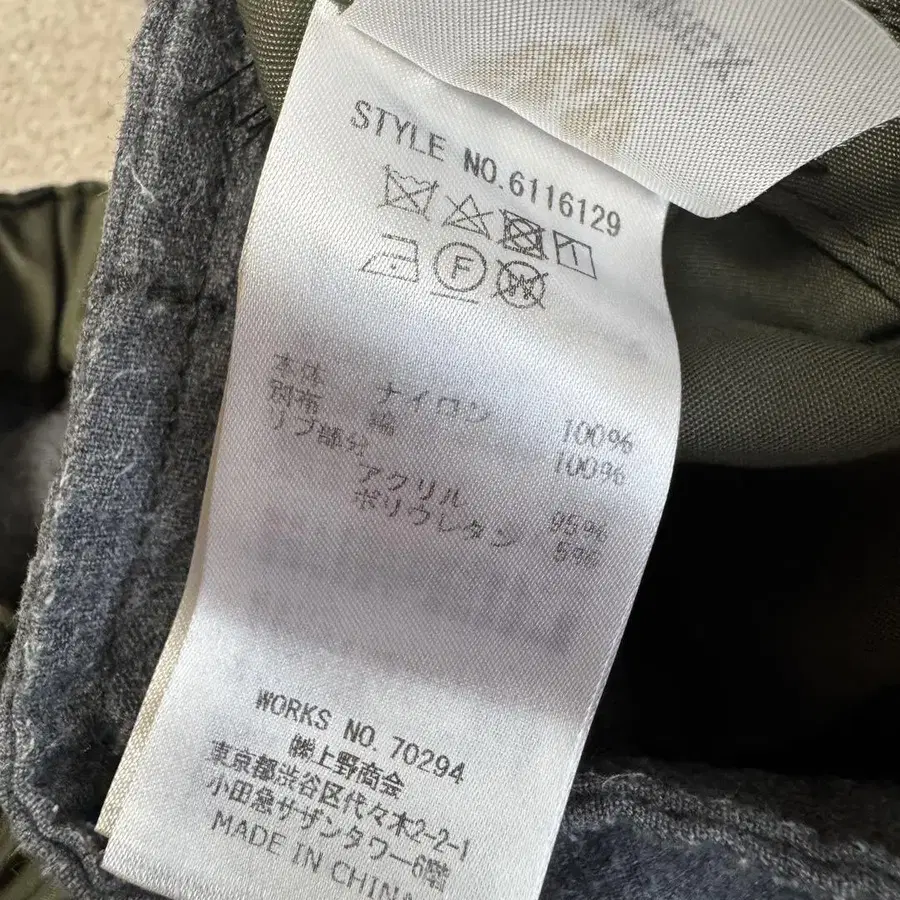 STYLE NO.6116129
F
W
本体 ナイロン 100%
別布 綿 100%
リブ部分
アクリル 95%
ポリウレタン 5%
WORKS NO. 70294
㈱上野商会
東京都渋谷区代々木2-2-1
小田急サザンタワー6階
MADE IN CHINA